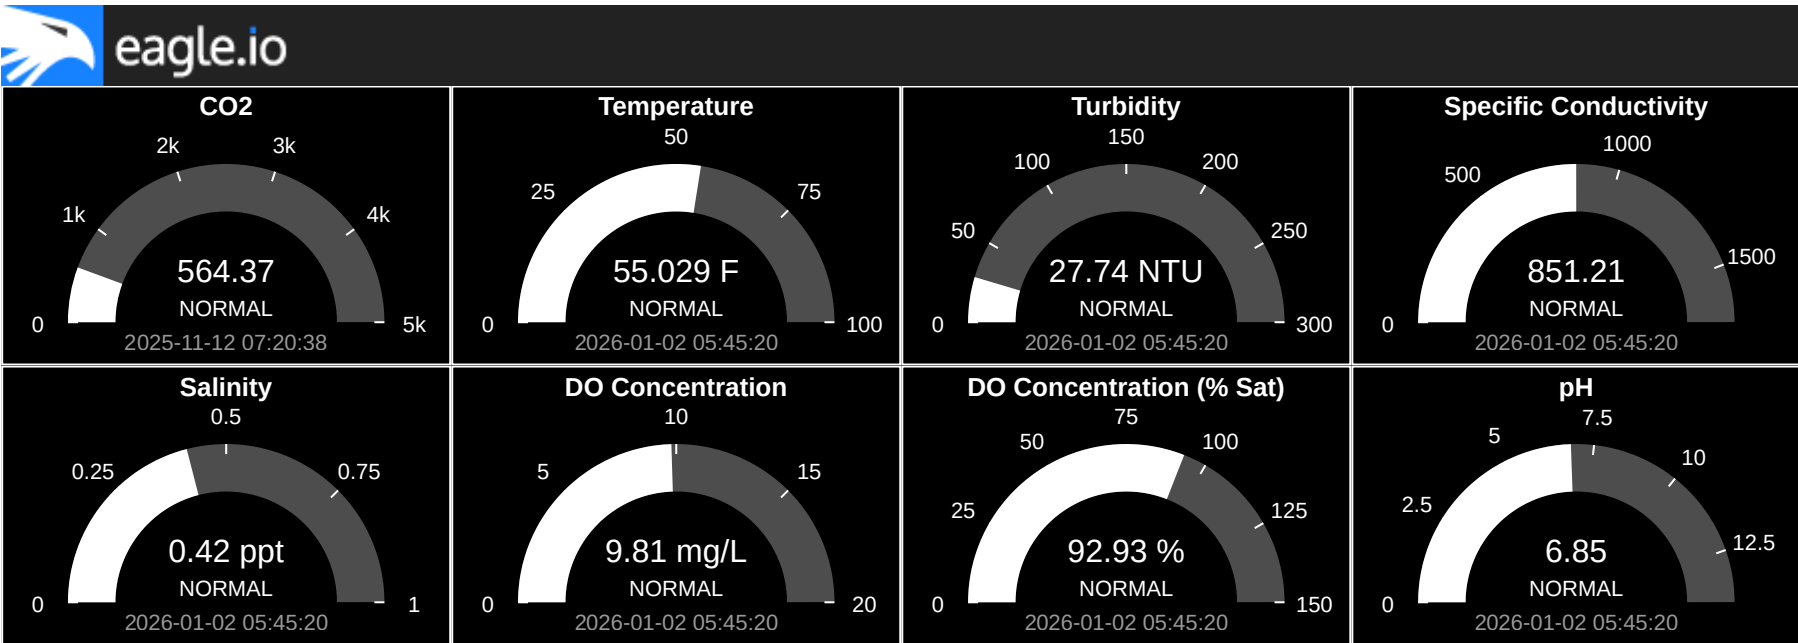 eagle.io
CO2
2k 3k
1k 4k
564.37
NORMAL
0 5k
2025-11-12 07:20:38
Temperature
50
25 75
55.029 F
NORMAL
0 100
2026-01-02 05:45:20
Turbidity
150
100 200
50 250
27.74 NTU
NORMAL
0 300
2026-01-02 05:45:20
Specific Conductivity
1000
500
1500
851.21
NORMAL
0
2026-01-02 05:45:20
Salinity
0.5
0.25 0.75
0.42 ppt
NORMAL
0 1
2026-01-02 05:45:20
DO Concentration
10
5 15
9.81 mg/L
NORMAL
0 20
2026-01-02 05:45:20
DO Concentration (% Sat)
75
50 100
25 125
92.93 %
NORMAL
0 150
2026-01-02 05:45:20
pH
7.5
5
10
2.5
12.5
6.85
NORMAL
0
2026-01-02 05:45:20